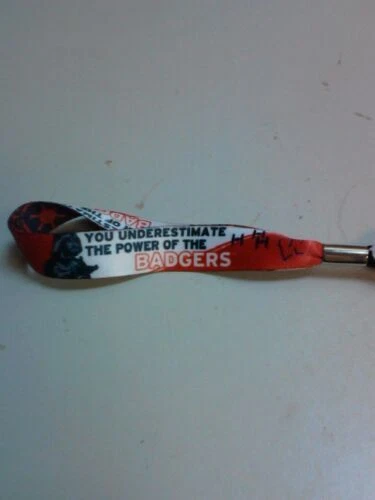 YOU UNDERESTIMATE
THE POWER OF THE
BADGERS